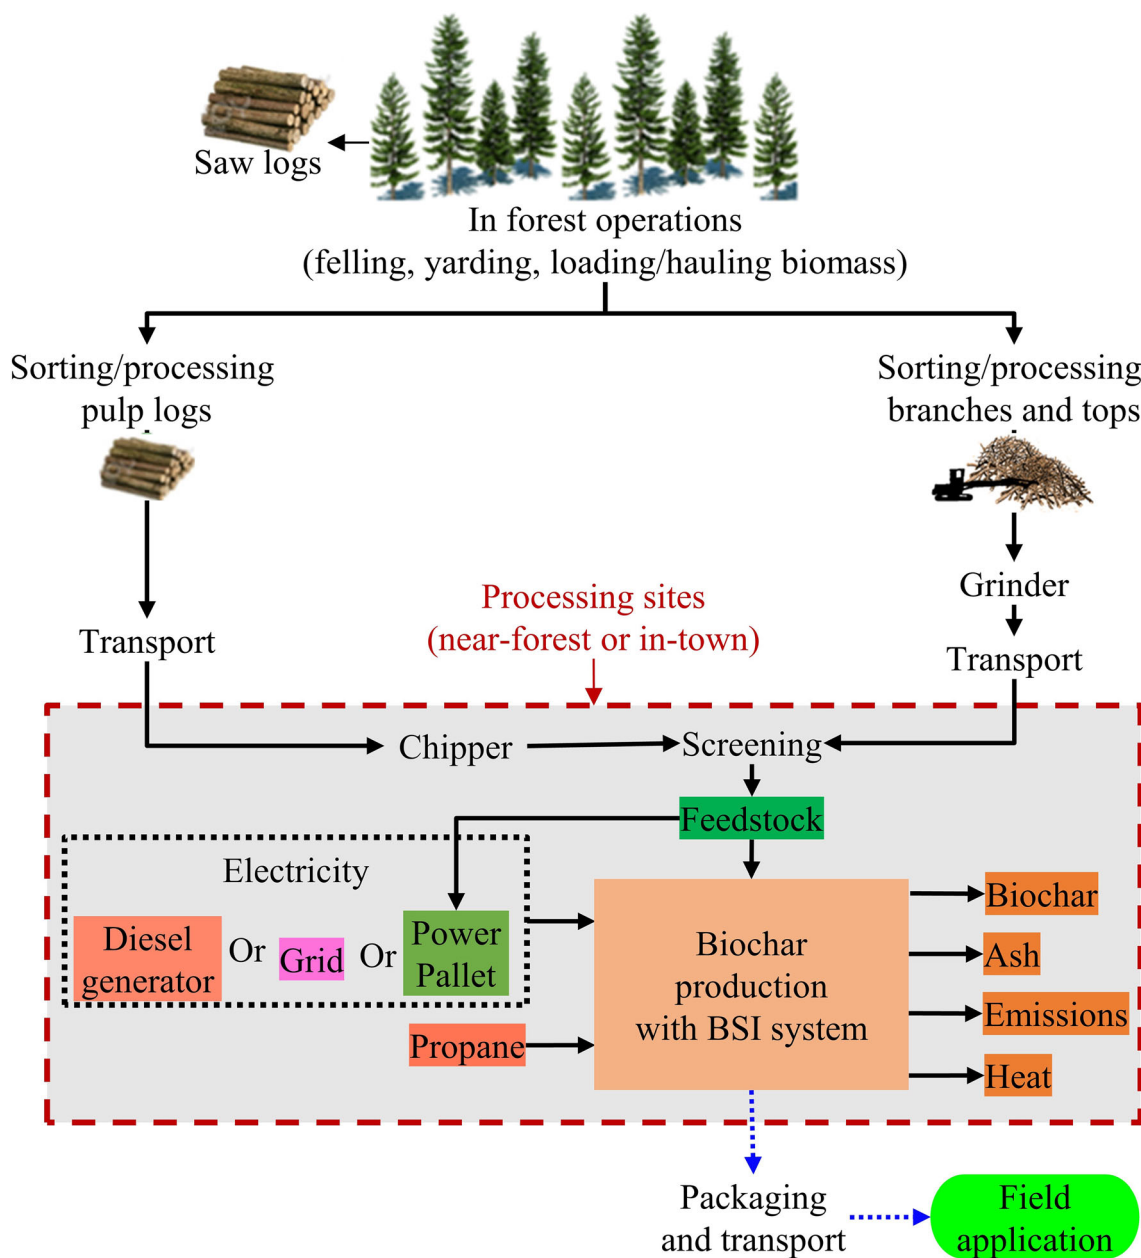 Saw logs
In forest operations
(felling, yarding, loading/hauling biomass)
Sorting/processing
pulp logs
Sorting/processing
branches and tops
Grinder
Processing sites
(near-forest or in-town)
Transport
Transport
Chipper
Screening
Feedstock
Electricity
Diesel
generator
Or
Grid
Or
Power
Pallet
Propane
Biochar
production
with BSI system
Biochar
Ash
Emissions
Heat
Packaging
and transport
Field
application